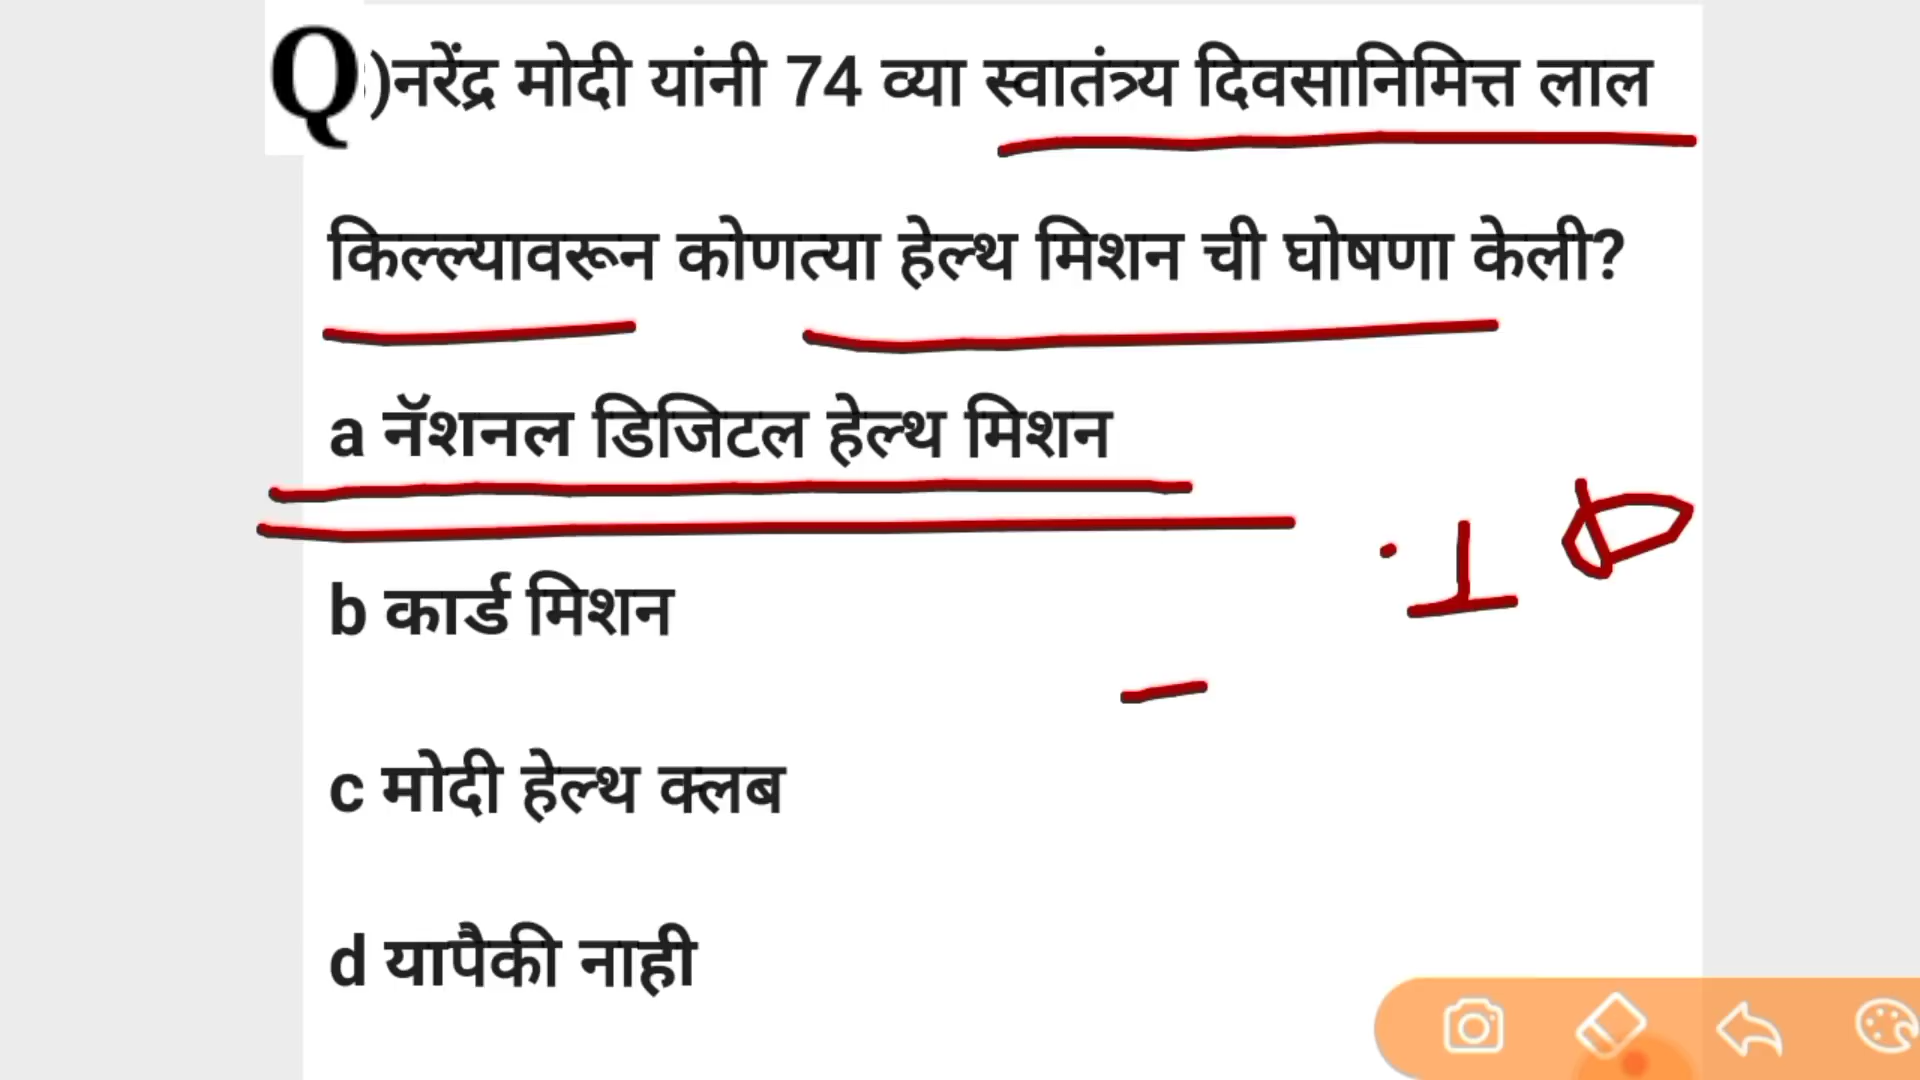 Q)नरेंद्र मोदी यांनी 74 व्या स्वातंत्र्य दिवसानिमित्त लाल
किल्ल्यावरून कोणत्या हेल्थ मिशन ची घोषणा केली?
a नॅशनल डिजिटल हेल्थ मिशन
b कार्ड मिशन
c मोदी हेल्थ क्लब
d यापैकी नाही